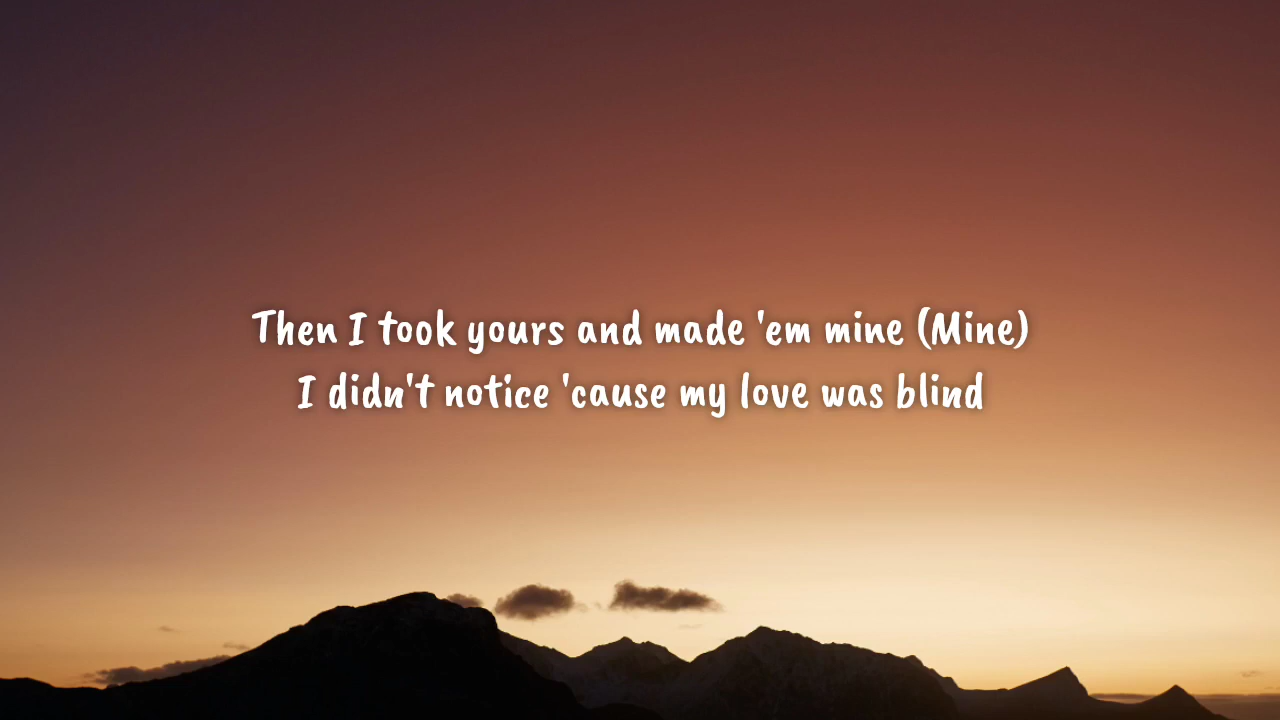 Then I took yours and made 'em mine (Mine)
I didn't notice 'cause my love was blind